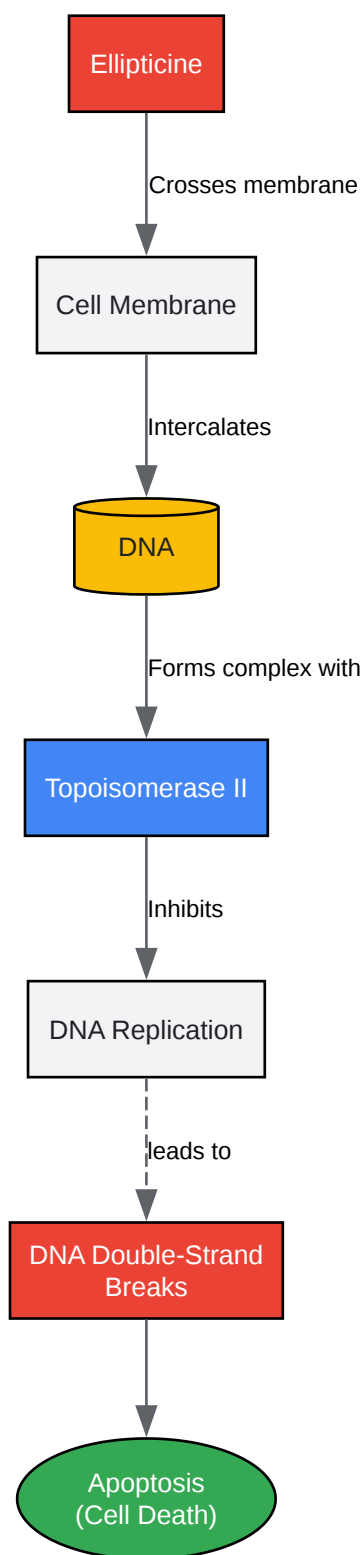 Ellipticine
Crosses membrane
Cell Membrane
Intercalates
DNA
Forms complex with
Topoisomerase II
Inhibits
DNA Replication
leads to
DNA Double-Strand
Breaks
Apoptosis
(Cell Death)